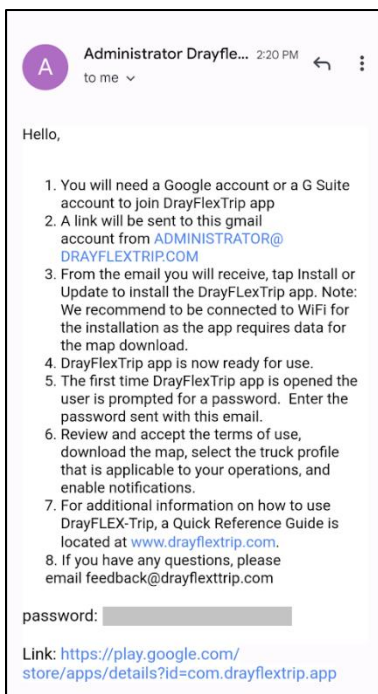 A
Administrator Drayfle... 2:20 PM
to me
Hello,
1. You will need a Google account or a G Suite
account to join DrayFlexTrip app
2. A link will be sent to this gmail
account from ADMINISTRATOR@
DRAYFLEXTRIP.COM
3. From the email you will receive, tap Install or
Update to install the DrayFLexTrip app. Note:
We recommend to be connected to WiFi for
the installation as the app requires data for
the map download.
4. DrayFlexTrip app is now ready for use.
5. The first time DrayFlexTrip app is opened the
user is prompted for a password.  Enter the
password sent with this email.
6. Review and accept the terms of use,
download the map, select the truck profile
that is applicable to your operations, and
enable notifications.
7. For additional information on how to use
DrayFLEX-Trip, a Quick Reference Guide is
located at www.drayflextrip.com.
8. If you have any questions, please
email feedback@drayflexttrip.com
password:
Link: https://play.google.com/
store/apps/details?id=com.drayflextrip.app